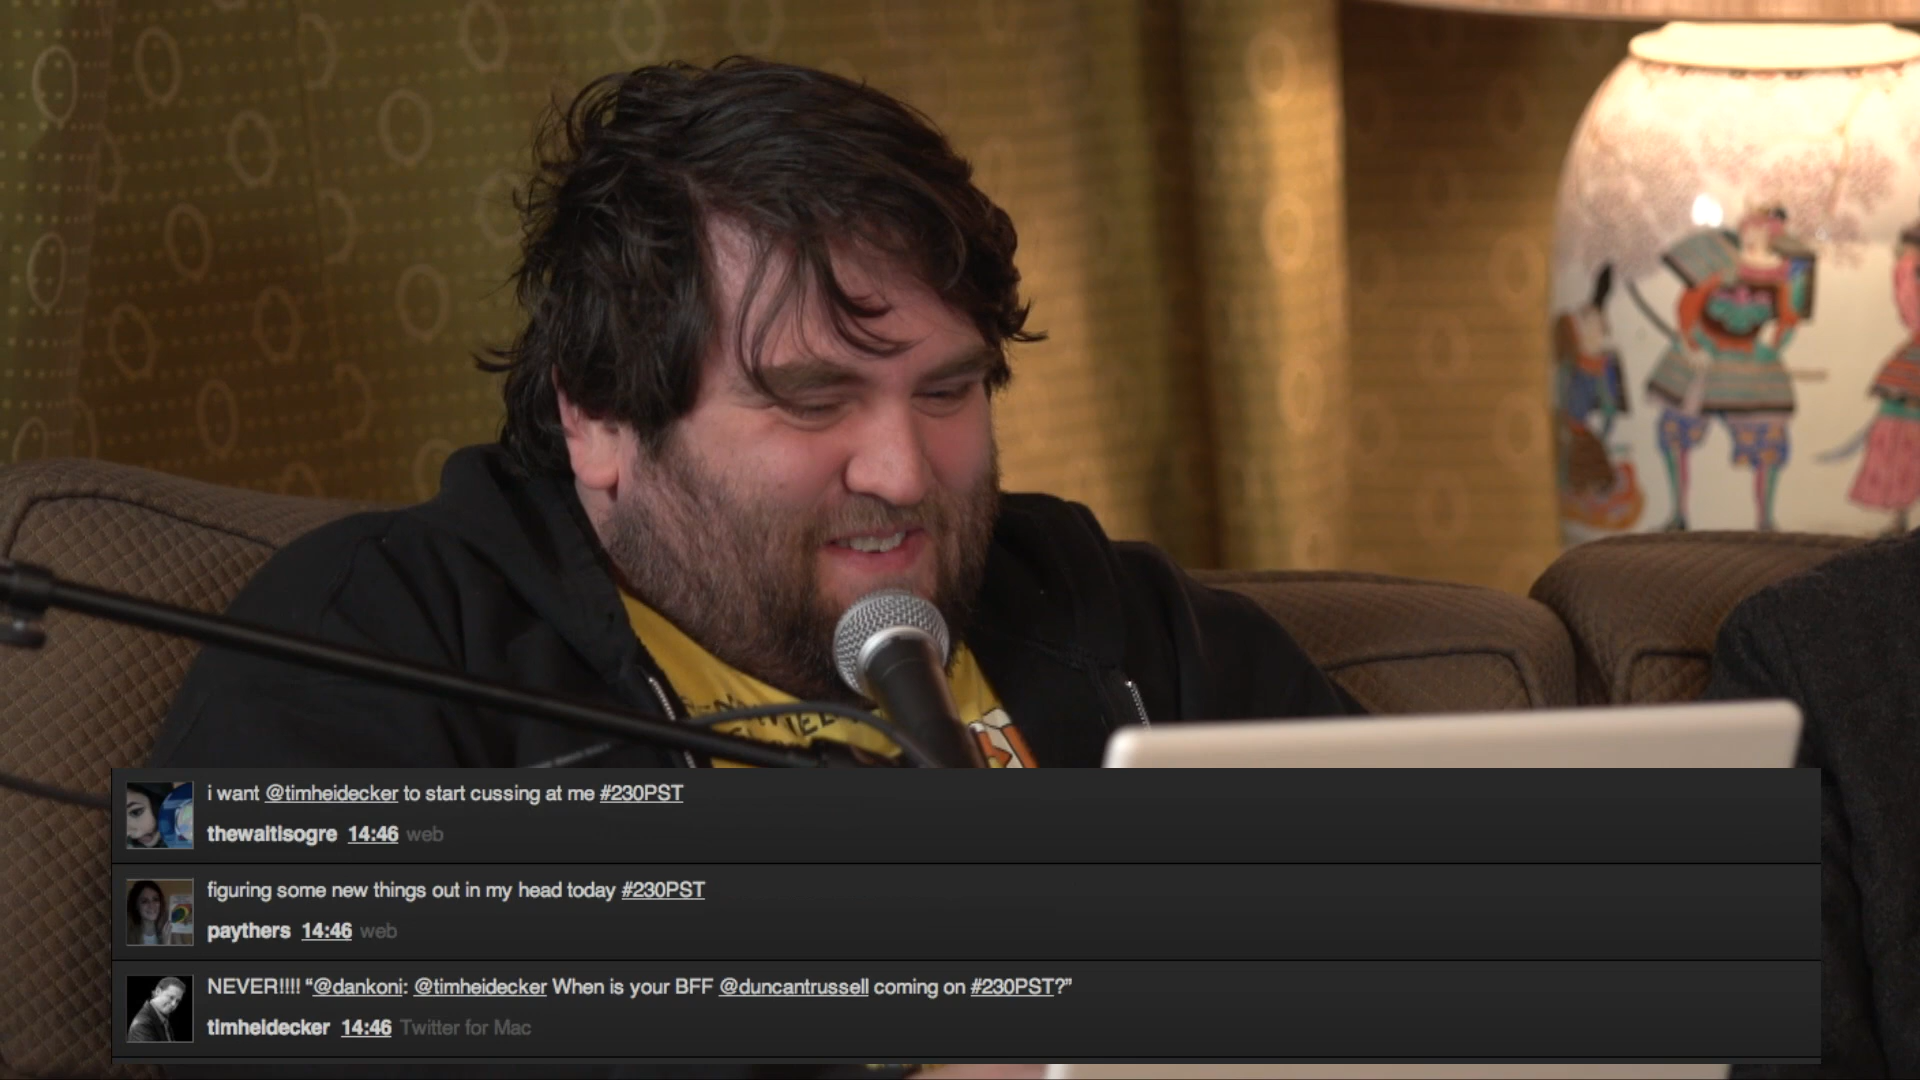 i want @timheidecker to start cussing at me #230PST
thewaitisogre 14:46 web
figuring some new things out in my head today #230PST
paythers 14:46 web
NEVER!!!! “@dankoni: @timheidecker When is your BFF @duncantrussell coming on #230PST?”
timheidecker 14:46 Twitter for Mac